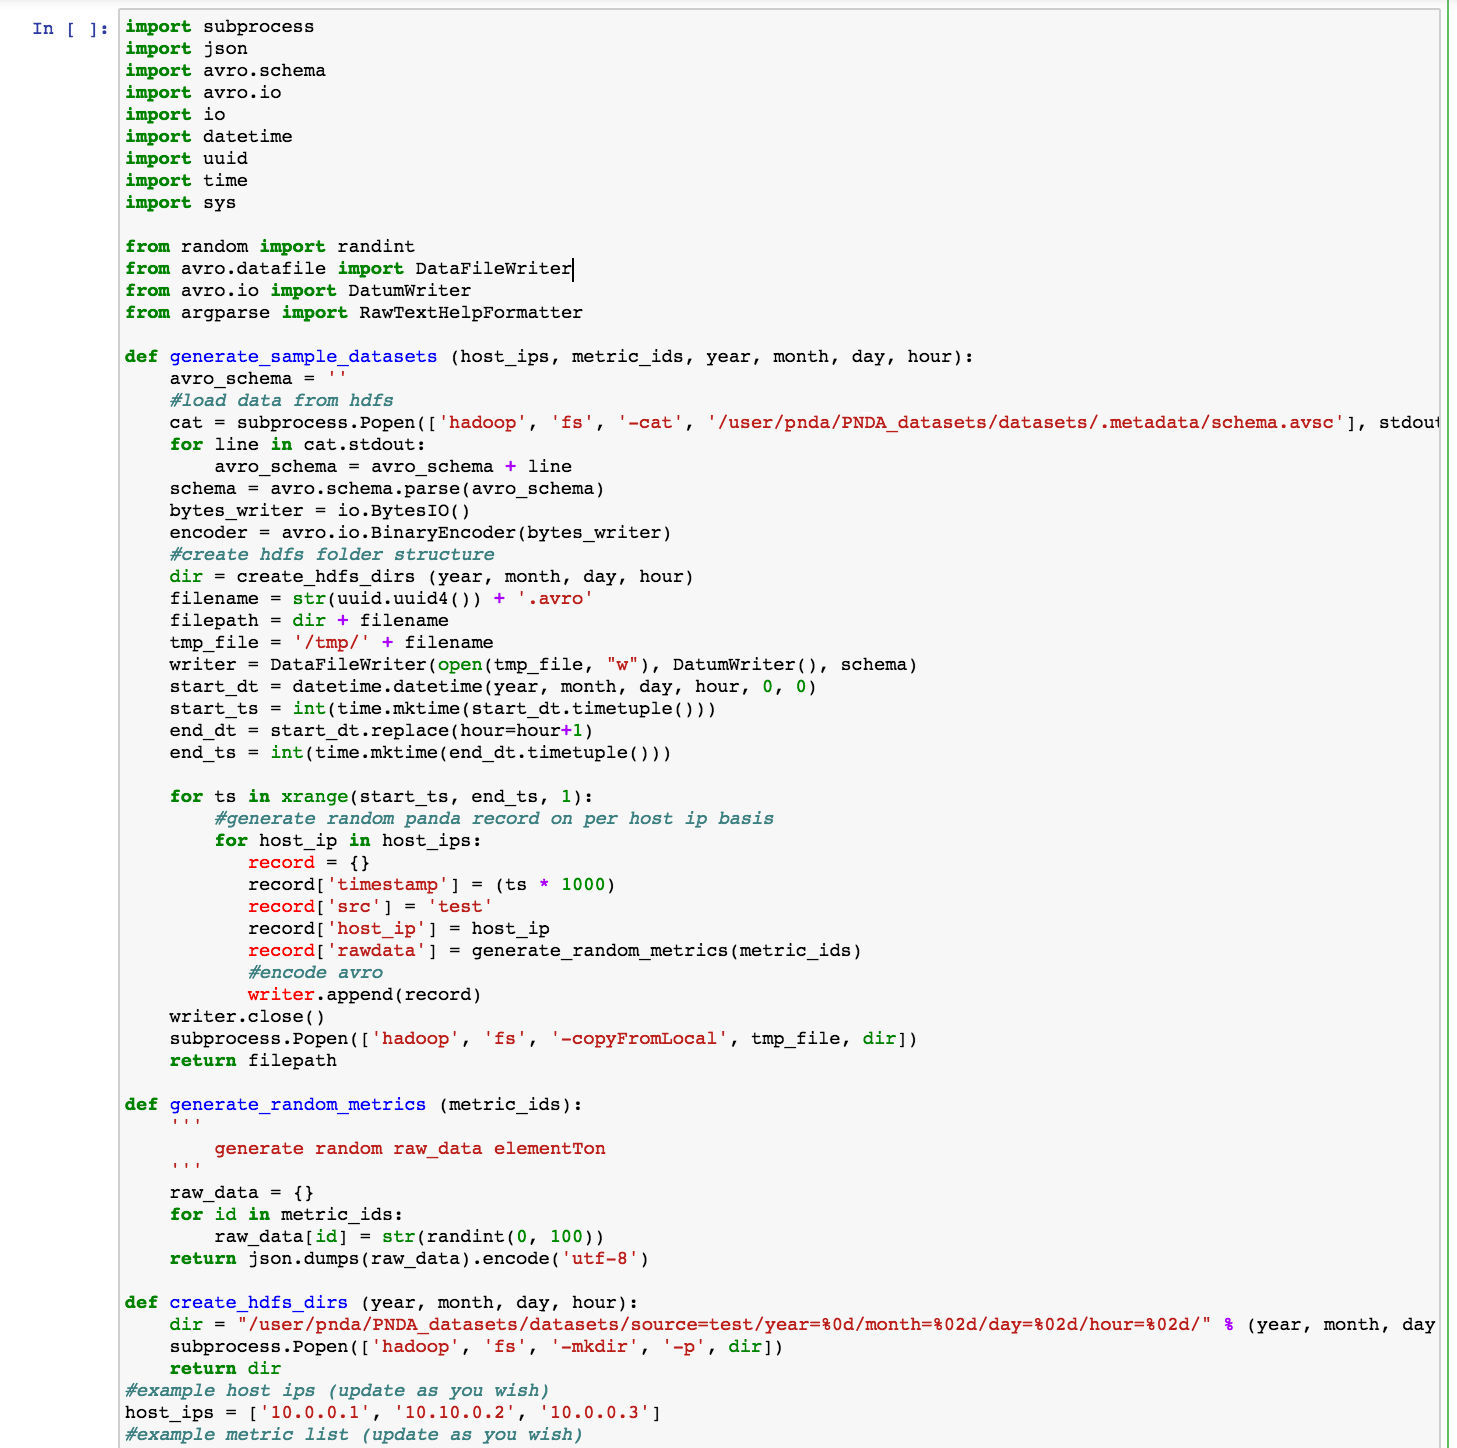 In [ ]:
import subprocess
import json
import avro.schema
import avro.io
import io
import datetime
import uuid
import time
import sys

from random import randint
from avro.datafile import DataFileWriter
from avro.io import DatumWriter
from argparse import RawTextHelpFormatter

def generate_sample_datasets (host_ips, metric_ids, year, month, day, hour):
    avro_schema = ''
    #load data from hdfs
    cat = subprocess.Popen(['hadoop', 'fs', '-cat', '/user/pnda/PNDA_datasets/datasets/.metadata/schema.avsc'], stdout
    for line in cat.stdout:
        avro_schema = avro_schema + line
    schema = avro.schema.parse(avro_schema)
    bytes_writer = io.BytesIO()
    encoder = avro.io.BinaryEncoder(bytes_writer)
    #create hdfs folder structure
    dir = create_hdfs_dirs (year, month, day, hour)
    filename = str(uuid.uuid4()) + '.avro'
    filepath = dir + filename
    tmp_file = '/tmp/' + filename
    writer = DataFileWriter(open(tmp_file, "w"), DatumWriter(), schema)
    start_dt = datetime.datetime(year, month, day, hour, 0, 0)
    start_ts = int(time.mktime(start_dt.timetuple()))
    end_dt = start_dt.replace(hour=hour+1)
    end_ts = int(time.mktime(end_dt.timetuple()))

    for ts in xrange(start_ts, end_ts, 1):
        #generate random panda record on per host ip basis
        for host_ip in host_ips:
           record = {}
           record['timestamp'] = (ts * 1000)
           record['src'] = 'test'
           record['host_ip'] = host_ip
           record['rawdata'] = generate_random_metrics(metric_ids)
           #encode avro
           writer.append(record)
    writer.close()
    subprocess.Popen(['hadoop', 'fs', '-copyFromLocal', tmp_file, dir])
    return filepath

def generate_random_metrics (metric_ids):
    '''
        generate random raw_data elementTon
    '''
    raw_data = {}
    for id in metric_ids:
        raw_data[id] = str(randint(0, 100))
    return json.dumps(raw_data).encode('utf-8')

def create_hdfs_dirs (year, month, day, hour):
    dir = "/user/pnda/PNDA_datasets/datasets/source=test/year=%0d/month=%02d/day=%02d/hour=%02d/" % (year, month, day
    subprocess.Popen(['hadoop', 'fs', '-mkdir', '-p', dir])
    return dir
#example host ips (update as you wish)
host_ips = ['10.0.0.1', '10.10.0.2', '10.0.0.3']
#example metric list (update as you wish)